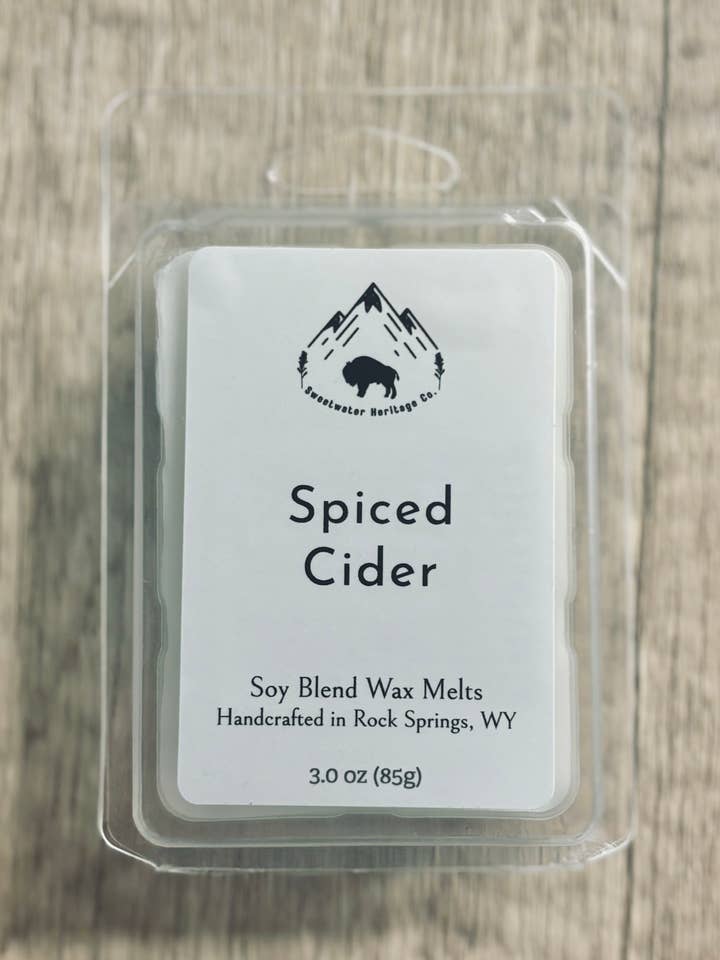 Sweetwater Heritage Co.
Spiced
Cider
Soy Blend Wax Melts
Handcrafted in Rock Springs, WY
3.0 oz (85g)